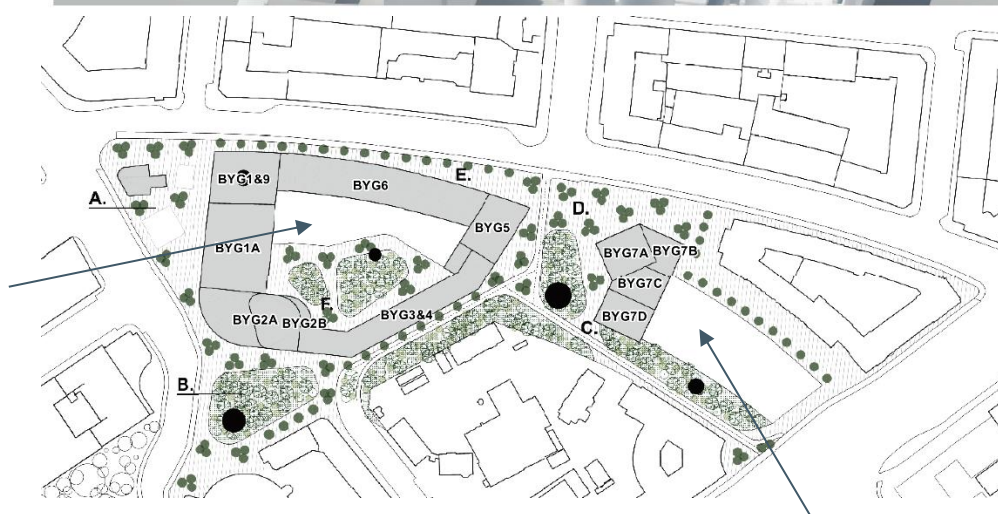 E.
BYG1&9
BYG6
A.
D.
BYG5
BYG1A
BYG7A
BYG7B
BYG7C
F.
BYG2A
BYG2B
BYG3&4
BYG7D
C.
B.